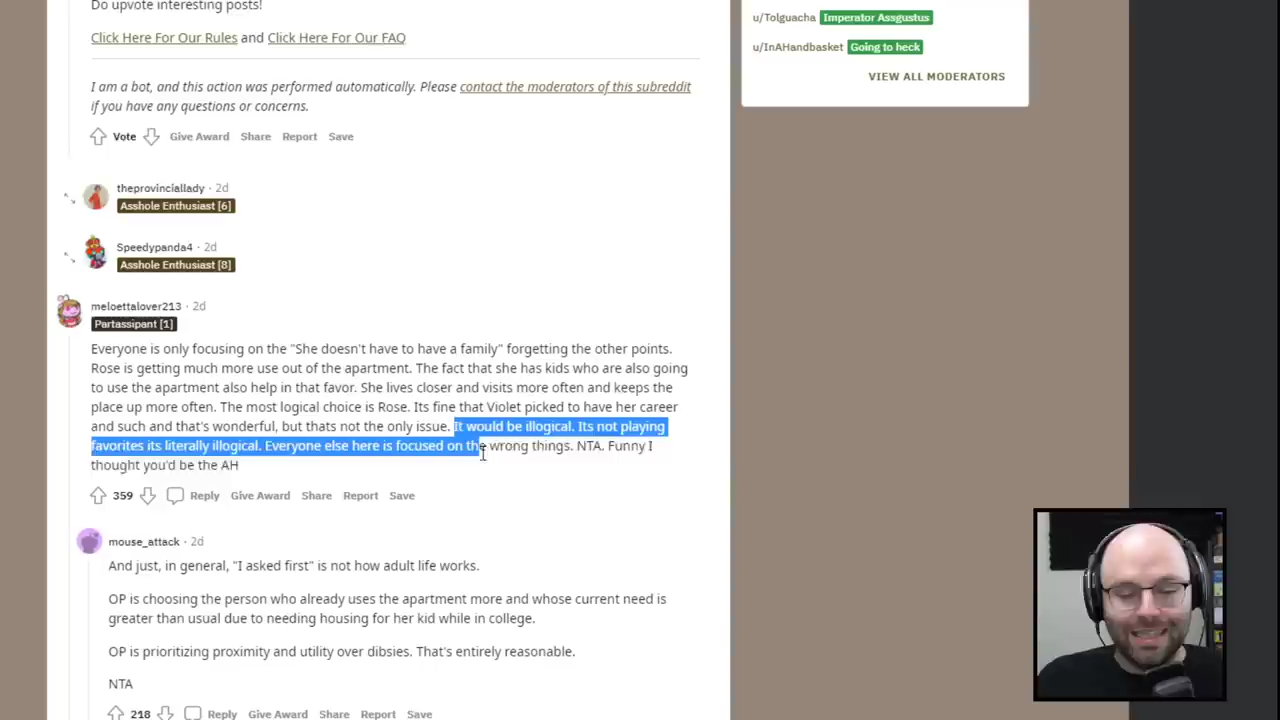 Do upvote interesting posts!
Click Here For Our Rules and Click Here For Our FAQ
I am a bot, and this action was performed automatically. Please contact the moderators of this subreddit
if you have any questions or concerns.
Vote Give Award Share Report Save
theprovinciallady · 2d
Asshole Enthusiast [6]
Speedypanda4 · 2d
Asshole Enthusiast [8]
meloettalover213 · 2d
Partassipant [1]
Everyone is only focusing on the "She doesn't have to have a family" forgetting the other points.
Rose is getting much more use out of the apartment. The fact that she has kids who are also going
to use the apartment also help in that favor. She lives closer and visits more often and keeps the
place up more often. The most logical choice is Rose. Its fine that Violet picked to have her career
and such and that's wonderful, but thats not the only issue. It would be illogical. Its not playing
favorites its literally illogical. Everyone else here is focused on the wrong things. NTA. Funny I
thought you'd be the AH
359 Reply Give Award Share Report Save
mouse_attack · 2d
And just, in general, "I asked first" is not how adult life works.
OP is choosing the person who already uses the apartment more and whose current need is
greater than usual due to needing housing for her kid while in college.
OP is prioritizing proximity and utility over dibsies. That's entirely reasonable.
NTA
218 Reply Give Award Share Report Save
u/Tolguacha Imperator Assgustus
u/InAHandbasket Going to heck
VIEW ALL MODERATORS